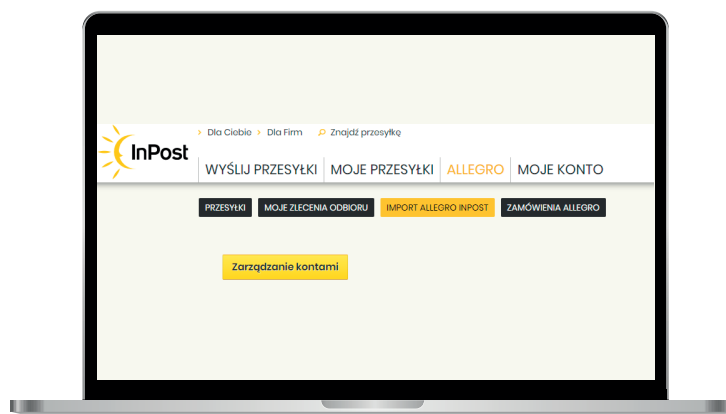 Dla Ciebie Dla Firm Znajdź przesyłkę
InPost
WYŚLIJ PRZESYŁKI MOJE PRZESYŁKI ALLEGRO MOJE KONTO
PRZESYŁKI MOJE ZLECENIA ODBIORU IMPORT ALLEGRO INPOST ZAMÓWIENIA ALLEGRO
Zarządzanie kontami